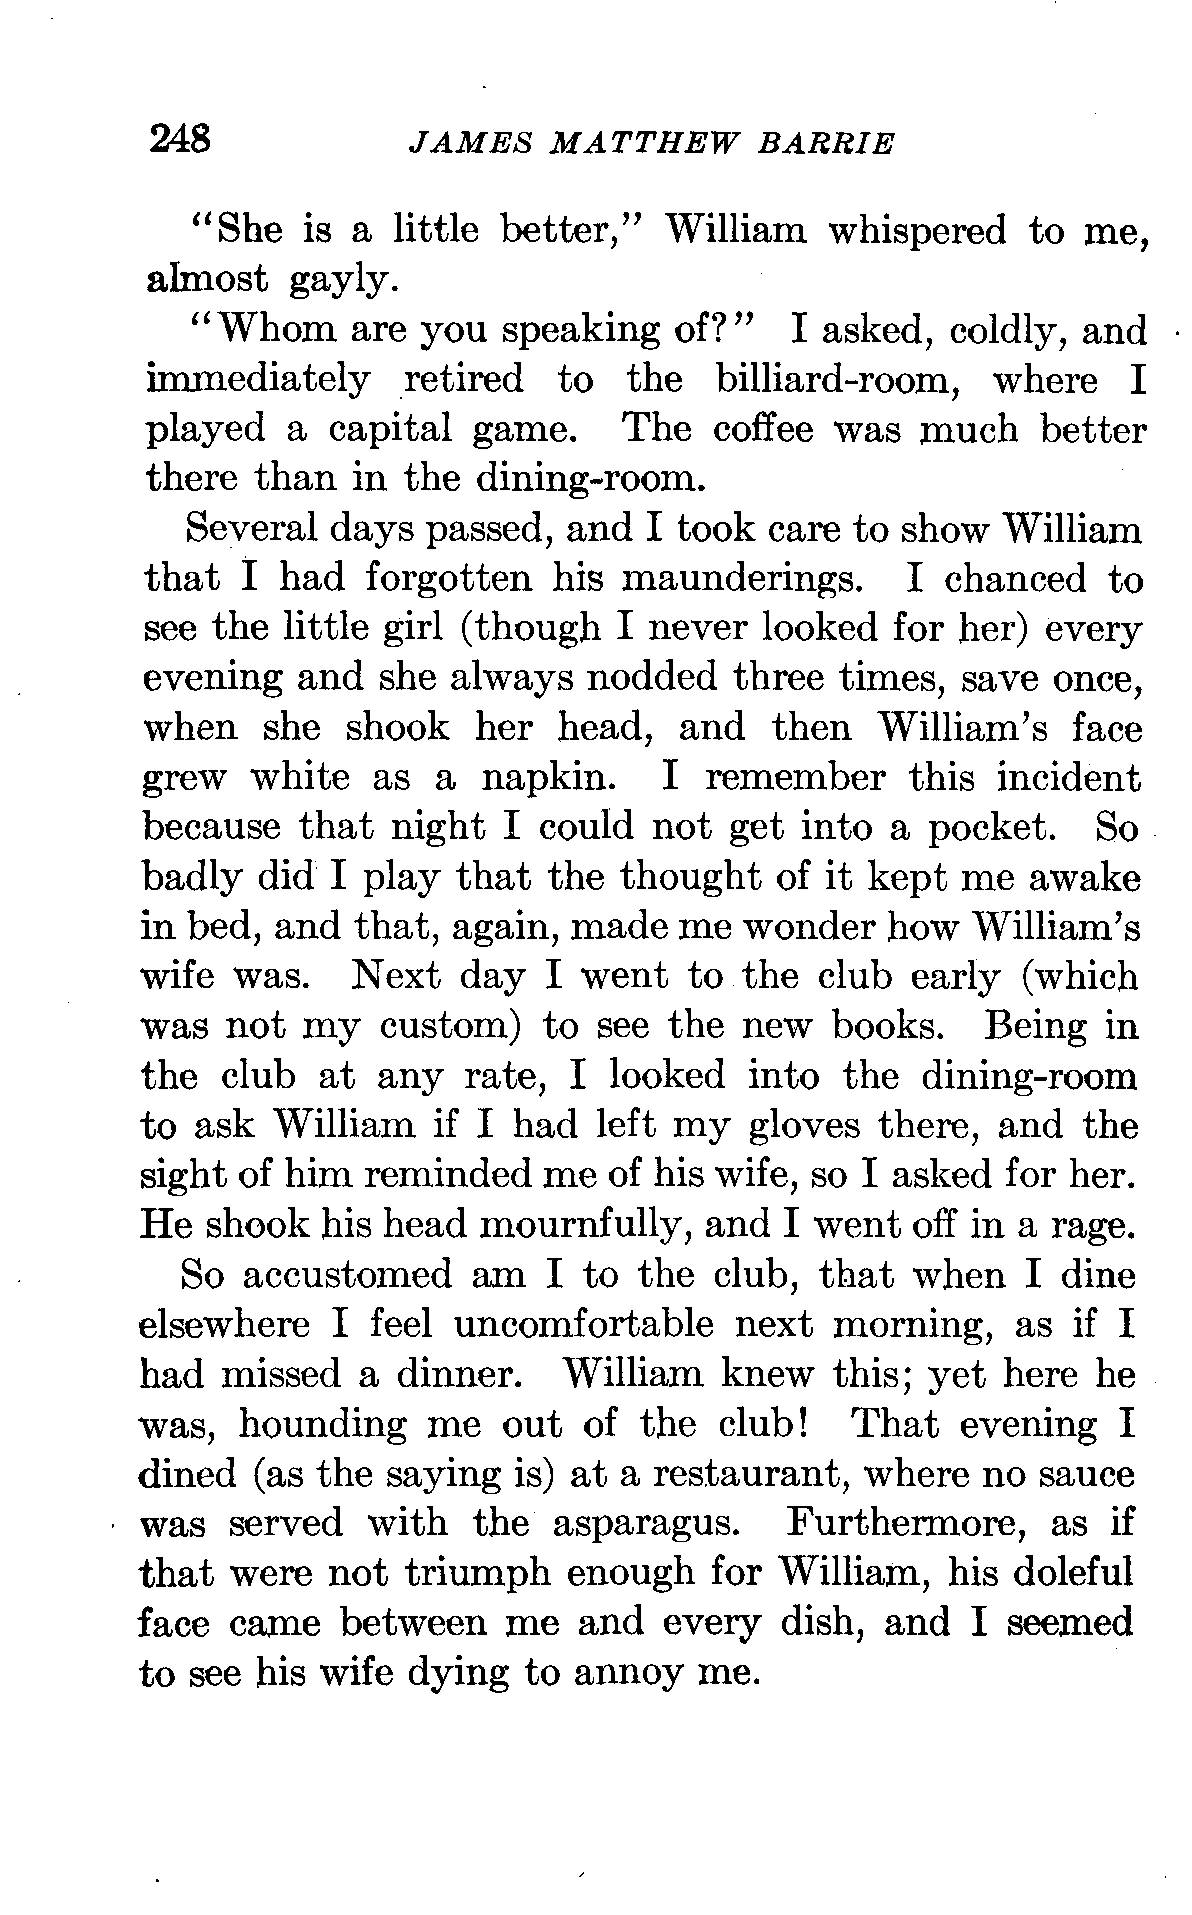 248 JAMES MATTHEW BARRIE
"She is a little better," William whispered to me,
almost gayly.
"Whom are you speaking of?" I asked, coldly, and
immediately retired to the billiard-room, where I
played a capital game. The coffee was much better
there than in the dining-room.
Several days passed, and I took care to show William
that I had forgotten his maunderings. I chanced to
see the little girl (though I never looked for her) every
evening and she always nodded three times, save once,
when she shook her head, and then William's face
grew white as a napkin. I remember this incident
because that night I could not get into a pocket. So
badly did I play that the thought of it kept me awake
in bed, and that, again, made me wonder how William's
wife was. Next day I went to the club early (which
was not my custom) to see the new books. Being in
the club at any rate, I looked into the dining-room
to ask William if I had left my gloves there, and the
sight of him reminded me of his wife, so I asked for her.
He shook his head mournfully, and I went off in a rage.
So accustomed am I to the club, that when I dine
elsewhere I feel uncomfortable next morning, as if I
had missed a dinner. William knew this; yet here he
was, hounding me out of the club! That evening I
dined (as the saying is) at a restaurant, where no sauce
was served with the asparagus. Furthermore, as if
that were not triumph enough for William, his doleful
face came between me and every dish, and I seemed
to see his wife dying to annoy me.